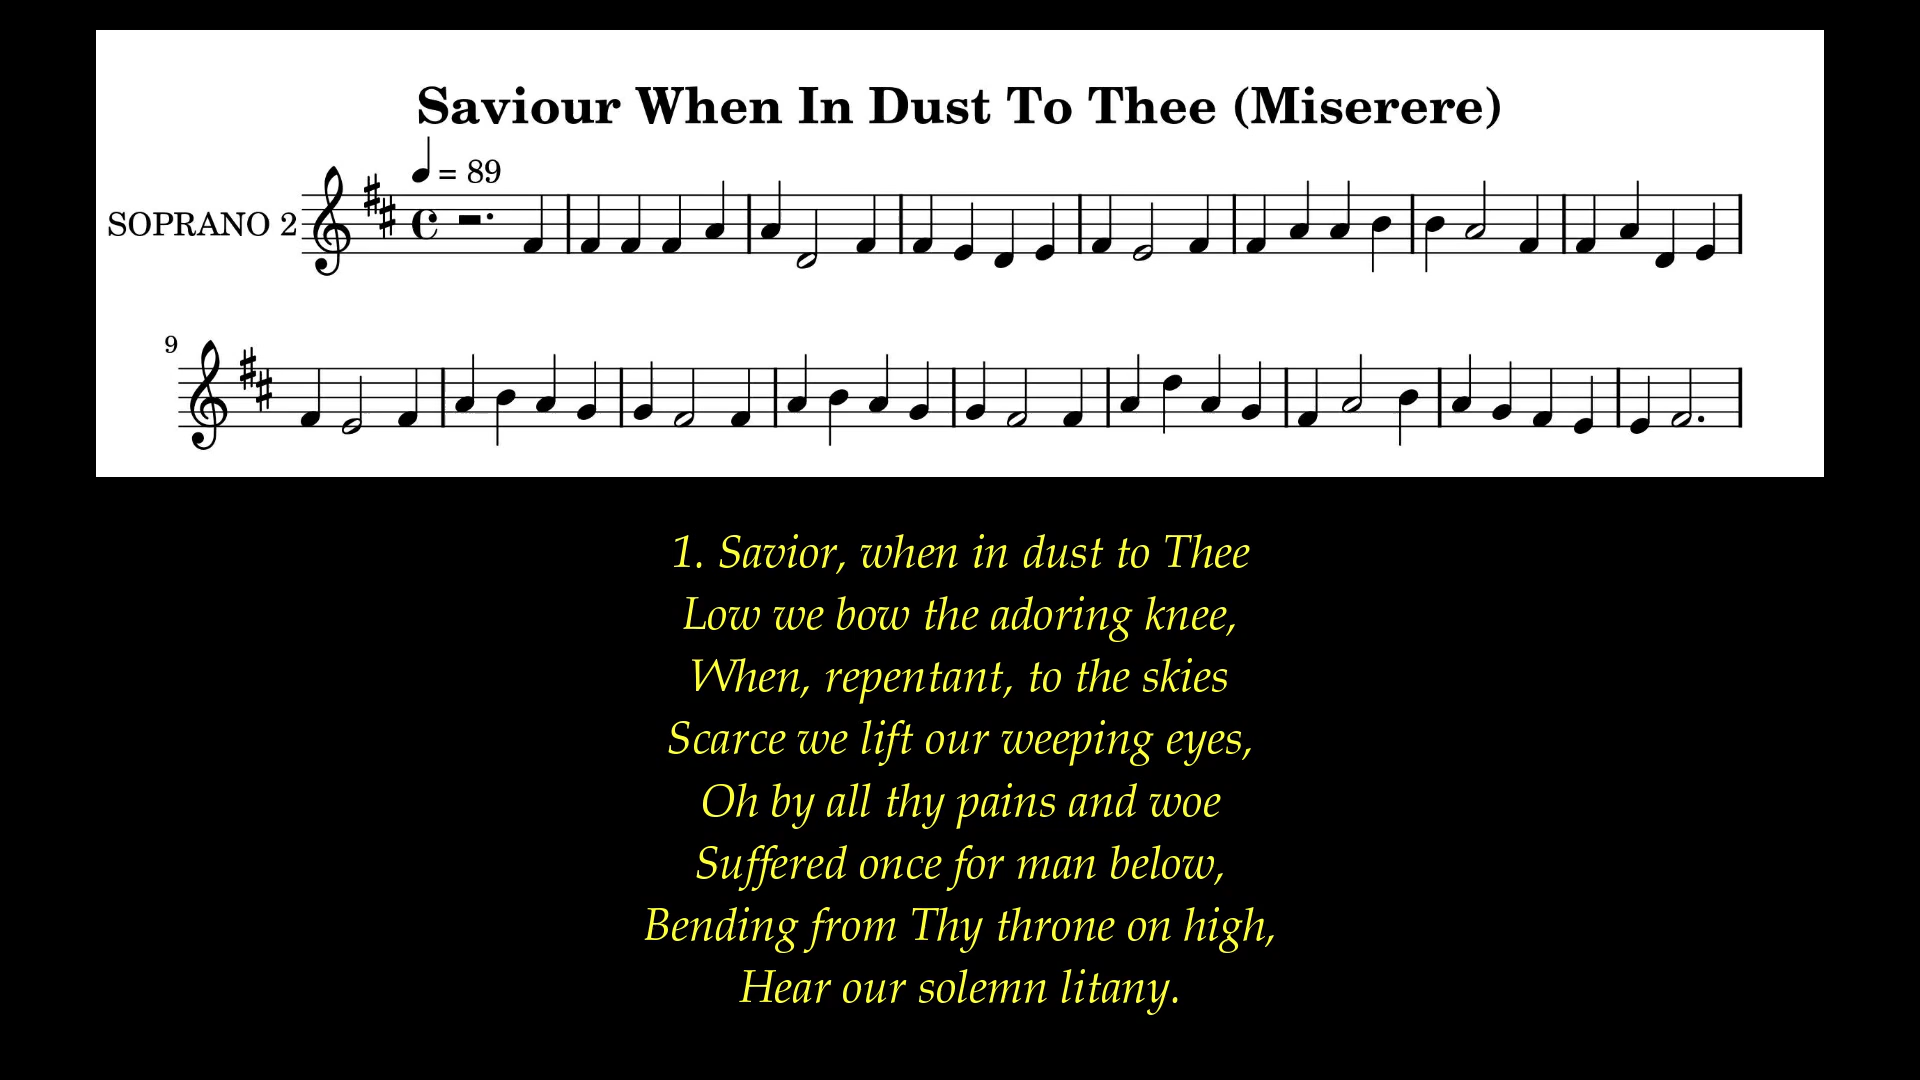 Saviour When In Dust To Thee (Miserere)
= 89
SOPRANO 2
9
1. Savior, when in dust to Thee
Low we bow the adoring knee,
When, repentant, to the skies
Scarce we lift our weeping eyes,
Oh by all thy pains and woe
Suffered once for man below,
Bending from Thy throne on high,
Hear our solemn litany.